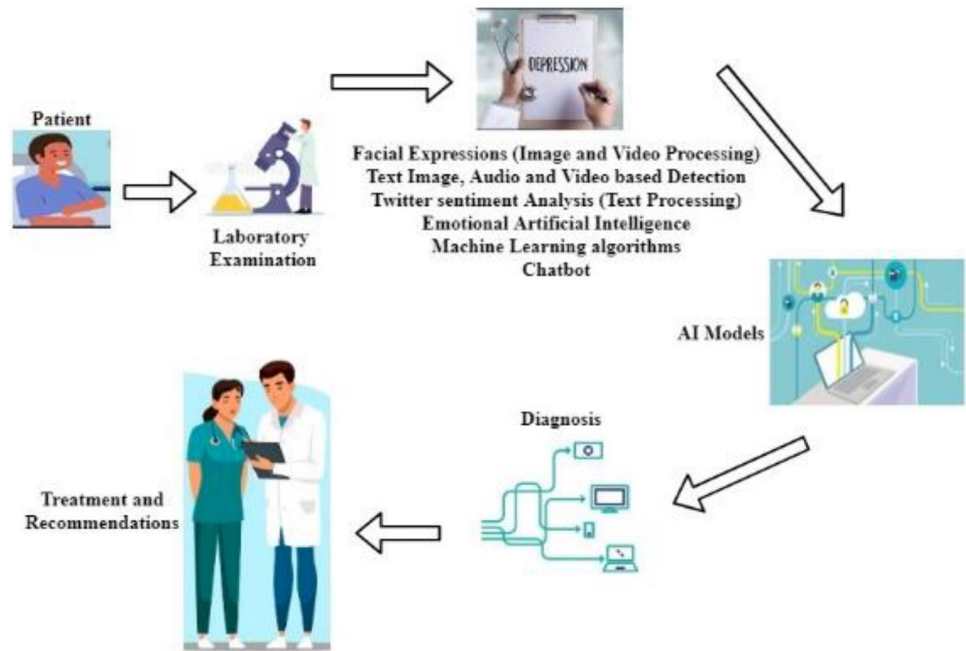 Patient
Laboratory
Examination
DEPRESSION
Facial Expressions (Image and Video Processing)
Text Image, Audio and Video based Detection
Twitter sentiment Analysis (Text Processing)
Emotional Artificial Intelligence
Machine Learning algorithms
Chatbot
AI Models
Diagnosis
Treatment and
Recommendations